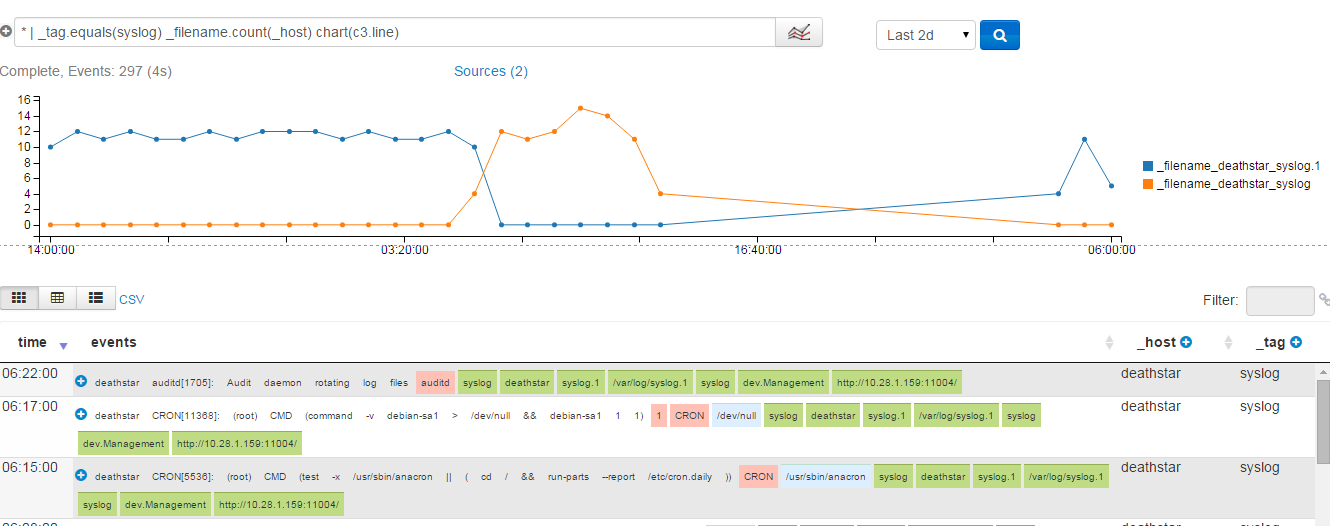 * | _tag.equals(syslog) _filename.count(_host) chart(c3.line)
Last 2d
Complete, Events: 297 (4s)
Sources (2)
16
14
12
10
8
6
4
2
0
14:00:00 03:20:00 16:40:00 06:00:00
_filename_deathstar_syslog.1
_filename_deathstar_syslog
CSV
Filter:
time events _host _tag
06:22:00 deathstar auditd[1705]: Audit daemon rotating log files auditd syslog deathstar syslog.1 /var/log/syslog.1 syslog dev.Management http://10.28.1.159:11004/ deathstar syslog
06:17:00 deathstar CRON[11368]: (root) CMD (command -v debian-sa1 > /dev/null && debian-sa1 1 1) 1 CRON /dev/null syslog deathstar syslog.1 /var/log/syslog.1 syslog deathstar syslog
dev.Management http://10.28.1.159:11004/
06:15:00 deathstar CRON[5536]: (root) CMD (test -x /usr/sbin/anacron || ( cd / && run-parts --report /etc/cron.daily )) CRON /usr/sbin/anacron syslog deathstar syslog.1 /var/log/syslog.1 deathstar syslog
syslog dev.Management http://10.28.1.159:11004/